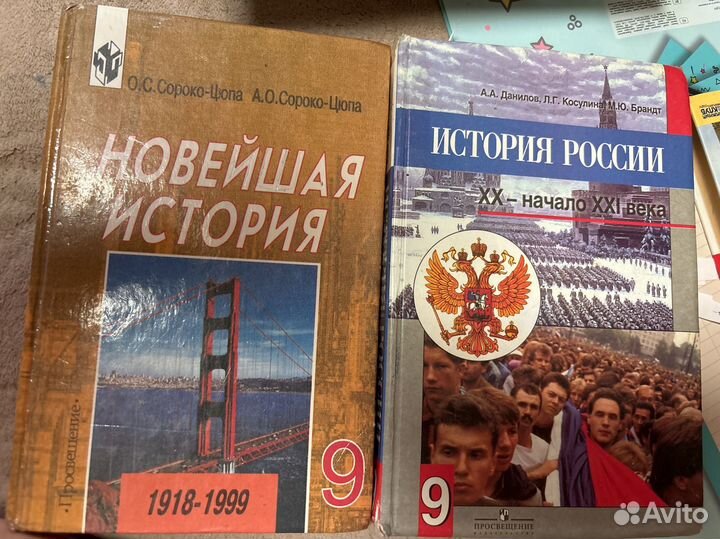 О.С. Сороко-Цюпа А.О. Сороко-Цюпа
НОВЕЙШАЯ
ИСТОРИЯ
·Просвещение·
1918-1999
9
А.А. Данилов, Л.Г. Косулина, М.Ю. Брандт
ИСТОРИЯ РОССИИ
XX – начало XXI века
9
ПРОСВЕЩЕНИЕ
ИЗДАТЕЛЬСТВО
Avito